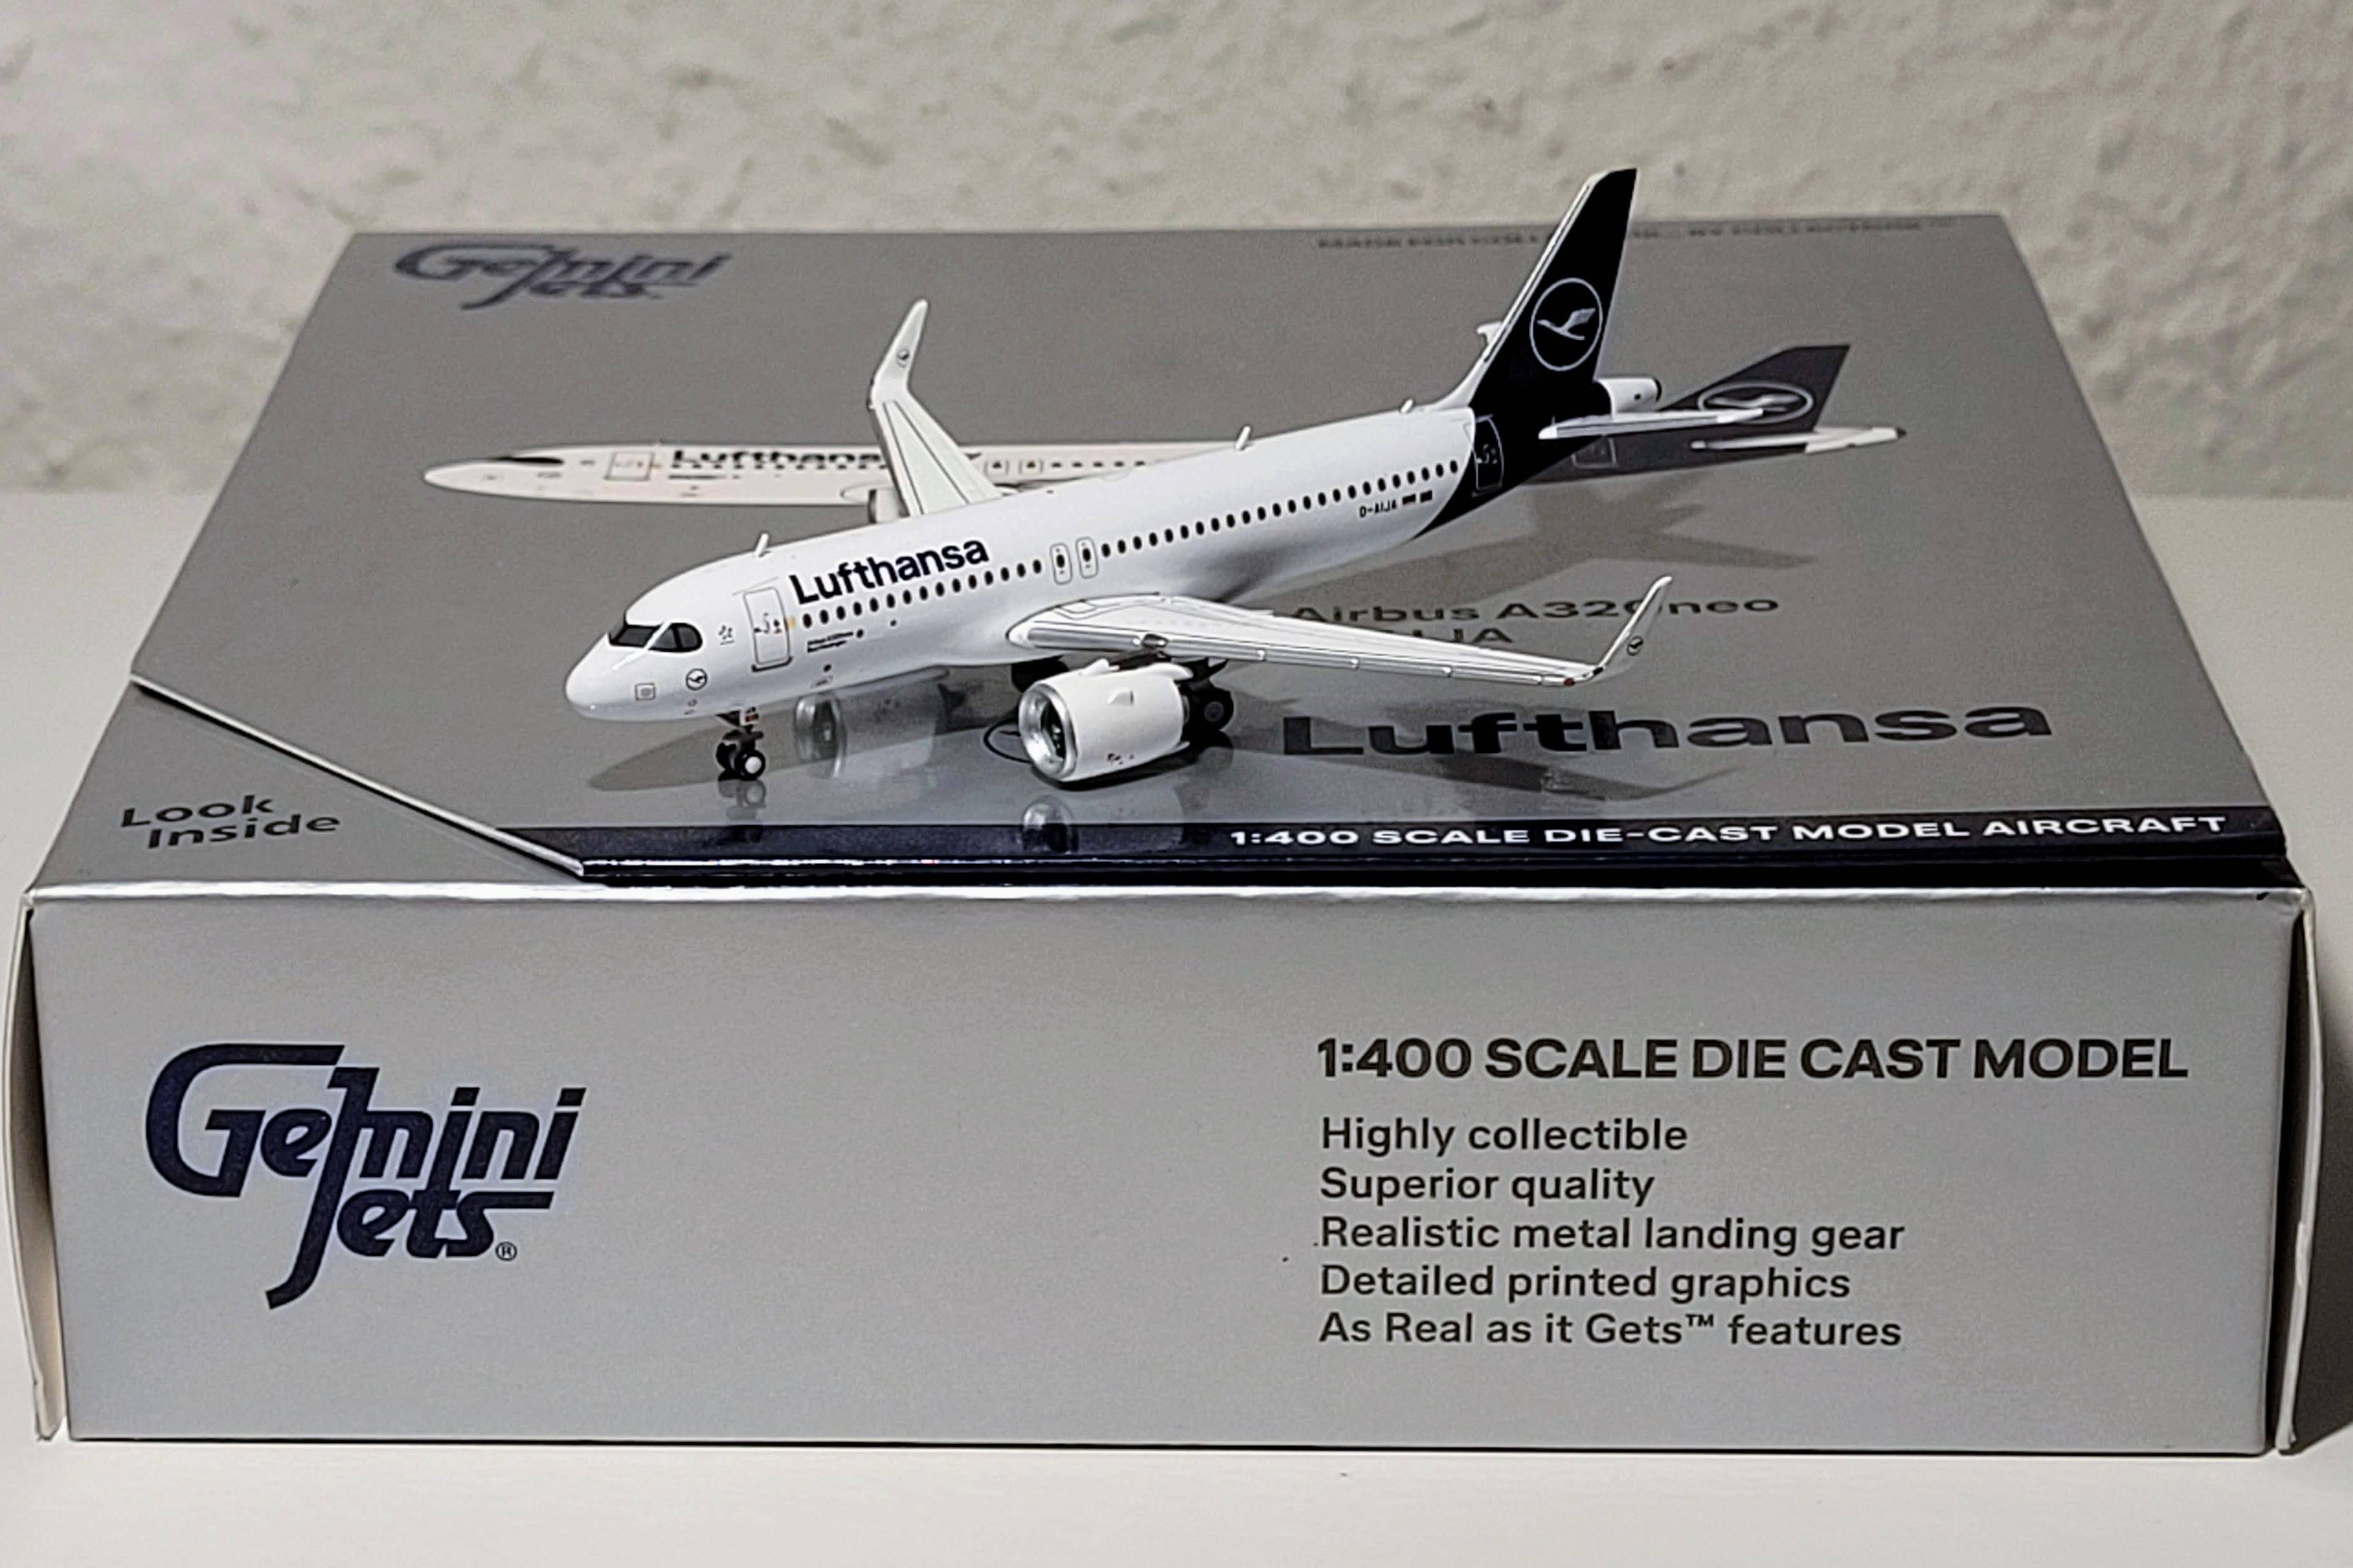 Gemini
Jets
Lufthansa
Lufthansa
D-AIJA
Airbus A320neo
Lufthansa
Look
Inside
1:400 SCALE DIE-CAST MODEL AIRCRAFT
Gemini
Jets®
1:400 SCALE DIE CAST MODEL
Highly collectible
Superior quality
Realistic metal landing gear
Detailed printed graphics
As Real as it Gets™ features